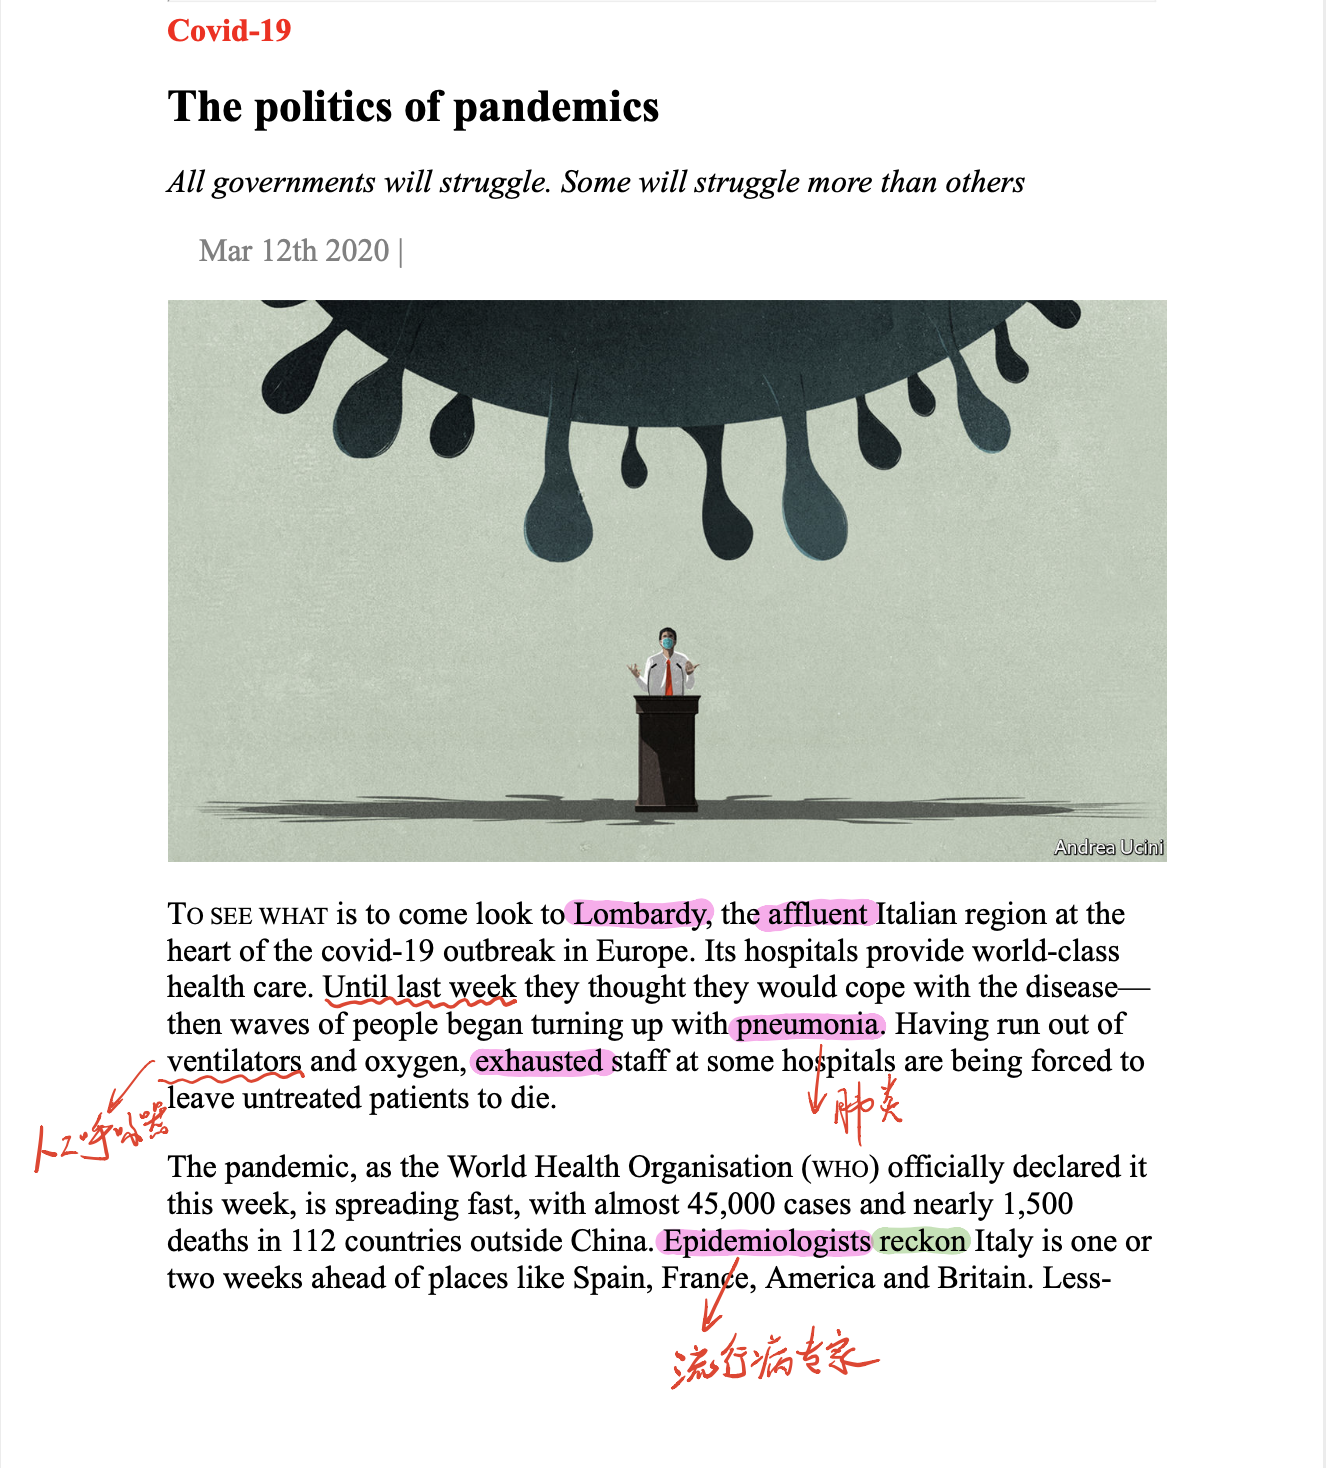 Covid-19
The politics of pandemics
All governments will struggle. Some will struggle more than others
Mar 12th 2020 |
Andrea Ucini
TO SEE WHAT is to come look to Lombardy, the affluent Italian region at the
heart of the covid-19 outbreak in Europe. Its hospitals provide world-class
health care. Until last week they thought they would cope with the disease—
then waves of people began turning up with pneumonia. Having run out of
ventilators and oxygen, exhausted staff at some hospitals are being forced to
leave untreated patients to die.
肺炎
人工呼吸器
The pandemic, as the World Health Organisation (WHO) officially declared it
this week, is spreading fast, with almost 45,000 cases and nearly 1,500
deaths in 112 countries outside China. Epidemiologists reckon Italy is one or
two weeks ahead of places like Spain, France, America and Britain. Less-
流行病专家